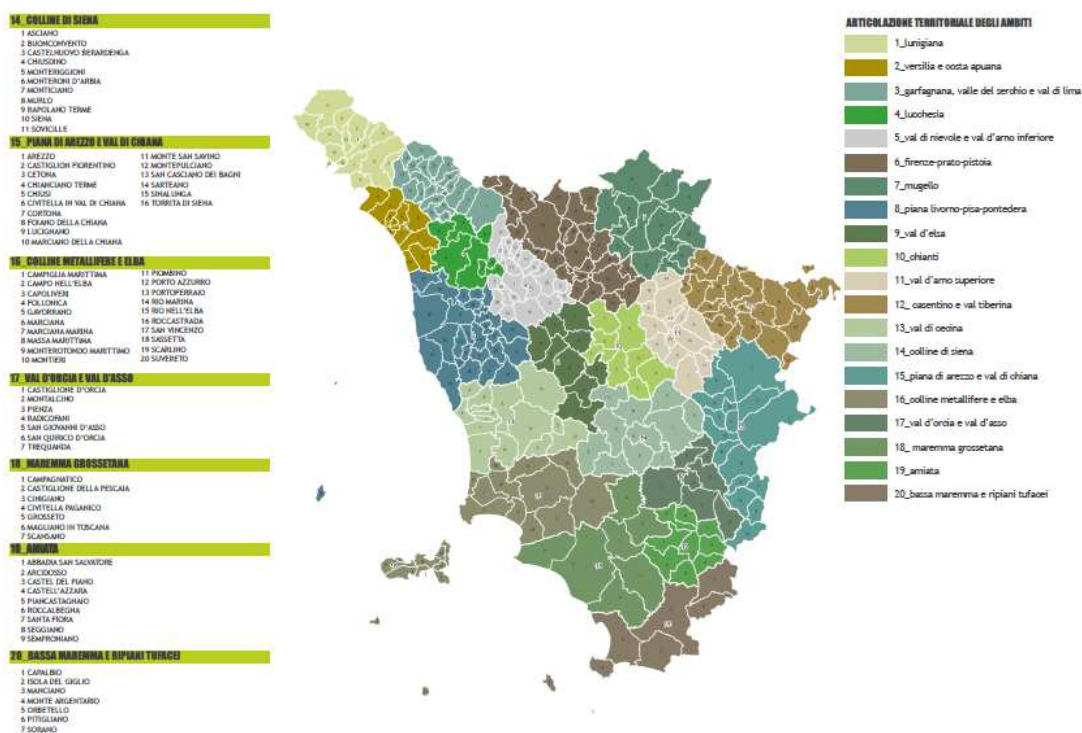 14_COLLINE DI SIENA
1 ASCIANO
2 BUONCONVENTO
3 CASTELNUOVO BERARDENGA
4 CHIUSDINO
5 MONTERIGGIONI
6 MONTERONI D'ARBIA
7 MONTICIANO
8 MURLO
9 RAPOLANO TERME
10 SIENA
11 SOVICILLE
15_PIANA DI AREZZO E VAL DI CHIANA
1 AREZZO
2 CASTIGLION FIORENTINO
3 CETONA
4 CHIANCIANO TERME
5 CHIUSI
6 CIVITELLA IN VAL DI CHIANA
7 CORTONA
8 FOIANO DELLA CHIANA
9 LUCIGNANO
10 MARCIANO DELLA CHIANA
11 MONTE SAN SAVINO
12 MONTEPULCIANO
13 SAN CASCIANO DEI BAGNI
14 SARTEANO
15 SINALUNGA
16 TORRITA DI SIENA
16_COLLINE METALLIFERE E ELBA
1 CAMPIGLIA MARITTIMA
2 CAMPO NELL'ELBA
3 CAPOLIVERI
4 FOLLONICA
5 GAVORRANO
6 MARCIANA
7 MARCIANA MARINA
8 MASSA MARITTIMA
9 MONTEROTONDO MARITTIMO
10 MONTIERI
11 PIOMBINO
12 PORTO AZZURRO
13 PORTOFERRAIO
14 RIO MARINA
15 RIO NELL'ELBA
16 ROCCASTRADA
17 SAN VINCENZO
18 SASSETTA
19 SCARLINO
20 SUVERETO
17_VAL D'ORCIA E VAL D'ASSO
1 CASTIGLIONE D'ORCIA
2 MONTALCINO
3 PIENZA
4 RADICOFANI
5 SAN GIOVANNI D'ASSO
6 SAN QUIRICO D'ORCIA
7 TREQUANDA
18_MAREMMA GROSSETANA
1 CAMPAGNATICO
2 CASTIGLIONE DELLA PESCAIA
3 CINIGIANO
4 CIVITELLA PAGANICO
5 GROSSETO
6 MAGLIANO IN TOSCANA
7 SCANSANO
19_AMIATA
1 ABBADIA SAN SALVATORE
2 ARCIDOSSO
3 CASTEL DEL PIANO
4 CASTELL'AZZARA
5 PIANCASTAGNAIO
6 ROCCALBEGNA
7 SANTA FIORA
8 SEGGIANO
9 SEMPRONIANO
20_BASSA MAREMMA E RIPIANI TUFACEI
1 CAPALBIO
2 ISOLA DEL GIGLIO
3 MANCIANO
4 MONTE ARGENTARIO
5 ORBETELLO
6 PITIGLIANO
7 SORANO
ARTICOLAZIONE TERRITORIALE DEGLI AMBITI
1_lunigiana
2_versilia e costa apuana
3_garfagnana, valle del serchio e val di lima
4_lucchesia
5_val di nievole e val d'arno inferiore
6_firenze-prato-pistoia
7_mugello
8_piana livorno-pisa-pontedera
9_val d'elsa
10_chianti
11_val d'arno superiore
12_ casentino e val tiberina
13_val di cecina
14_colline di siena
15_piana di arezzo e val di chiana
16_colline metallifere e elba
17_val d'orcia e val d'asso
18_ maremma grossetana
19_amiata
20_bassa maremma e ripiani tufacei